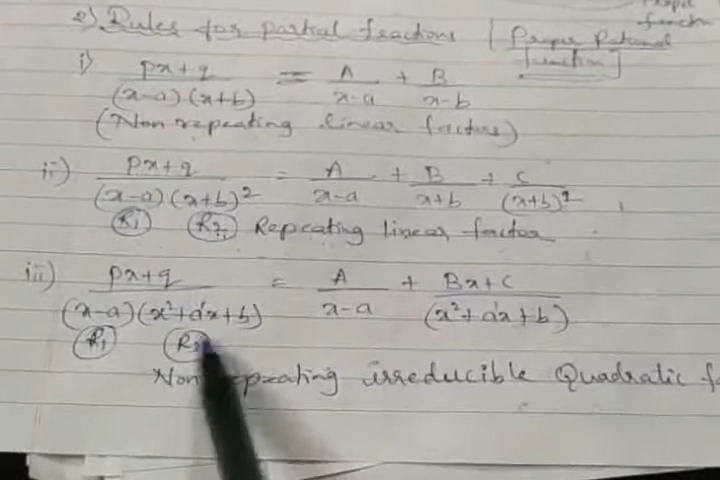 2) Rules for partial fractions [Proper Rational function]
i) px+q / (x-a).(x+b) = A / x-a + B / x-b
(Non repeating linear factors)
ii) px+q / (x-a)(x+b)² = A / x-a + B / x+b + C / (x+b)²
R₁ R₂ Repeating linear factor
iii) px+q / (x-a)(x²+a'x+b) = A / x-a + Bx+C / (x²+a'x+b)
R₁ R₂
Non repeating irreducible Quadratic